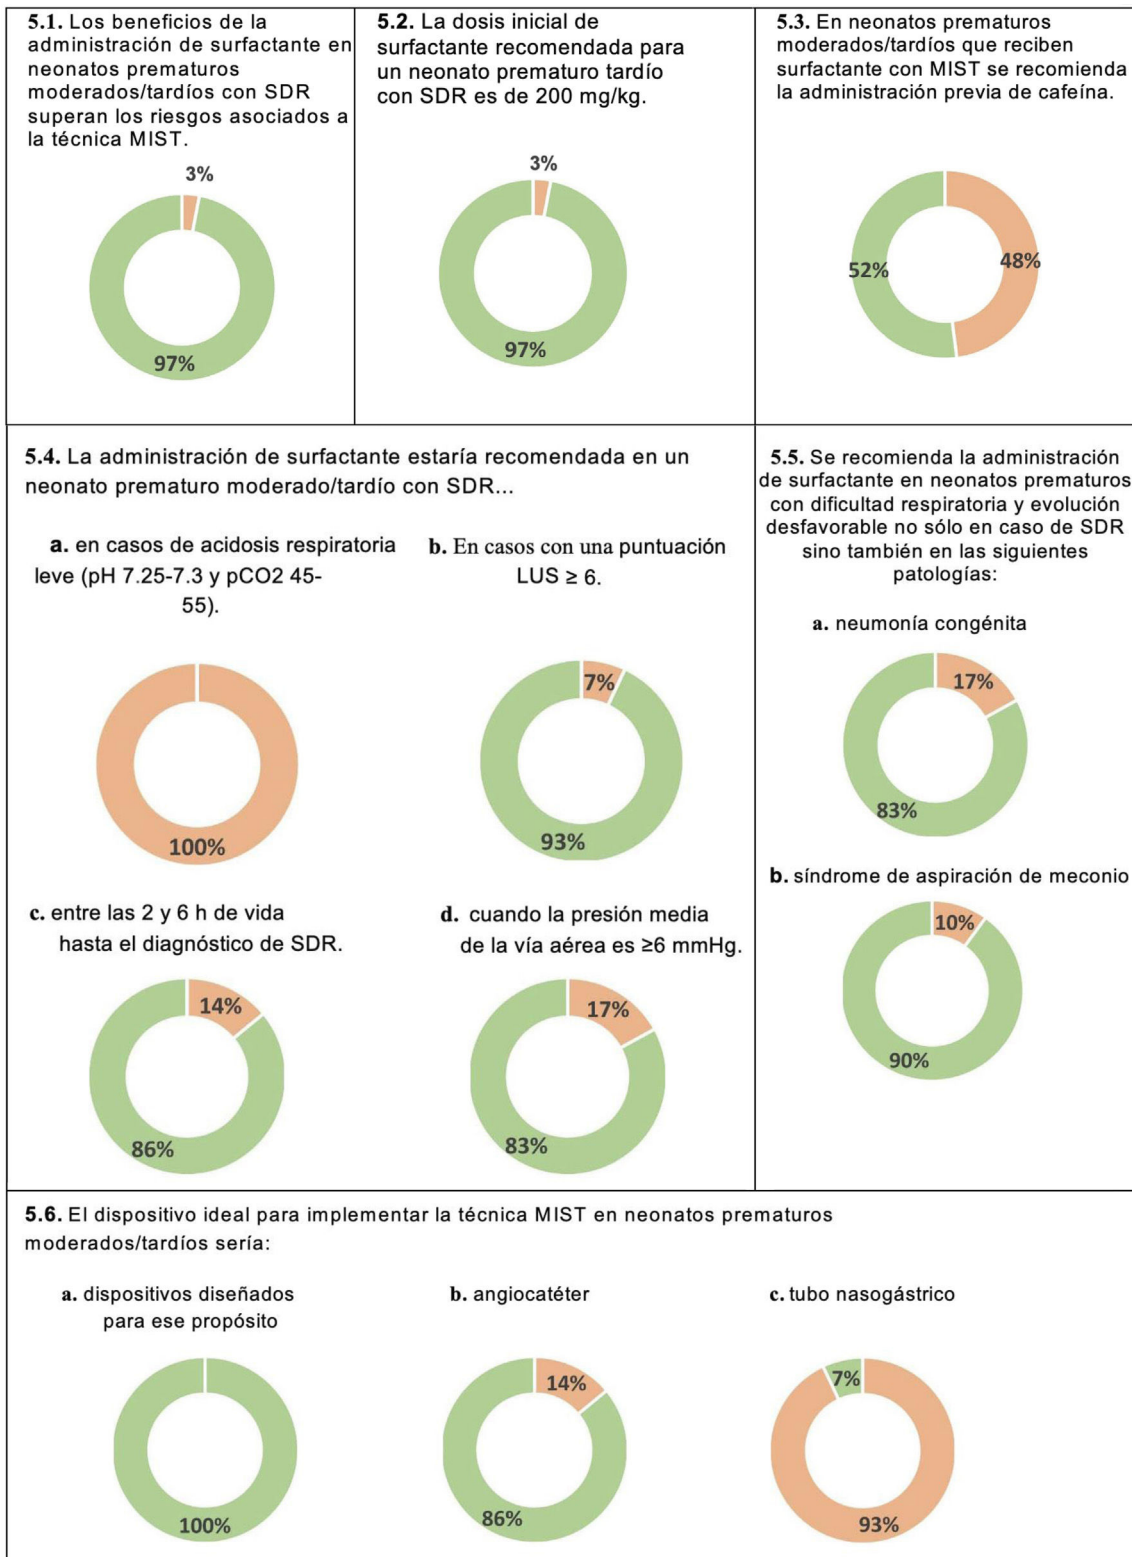 5.1. Los beneficios de la
administración de surfactante en
neonatos prematuros
moderados/tardíos con SDR
superan los riesgos asociados a
la técnica MIST.
3%
97%
5.2. La dosis inicial de
surfactante recomendada para
un neonato prematuro tardío
con SDR es de 200 mg/kg.
3%
97%
5.3. En neonatos prematuros
moderados/tardíos que reciben
surfactante con MIST se recomienda
la administración previa de cafeína.
52%
48%
5.4. La administración de surfactante estaría recomendada en un
neonato prematuro moderado/tardío con SDR...
a. en casos de acidosis respiratoria
leve (pH 7.25-7.3 y pCO2 45-
55).
100%
b. En casos con una puntuación
LUS ≥ 6.
7%
93%
c. entre las 2 y 6 h de vida
hasta el diagnóstico de SDR.
14%
86%
d. cuando la presión media
de la vía aérea es ≥6 mmHg.
17%
83%
5.5. Se recomienda la administración
de surfactante en neonatos prematuros
con dificultad respiratoria y evolución
desfavorable no sólo en caso de SDR
sino también en las siguientes
patologías:
a. neumonía congénita
17%
83%
b. síndrome de aspiración de meconio
10%
90%
5.6. El dispositivo ideal para implementar la técnica MIST en neonatos prematuros
moderados/tardíos sería:
a. dispositivos diseñados
para ese propósito
100%
b. angiocatéter
14%
86%
c. tubo nasogástrico
7%
93%